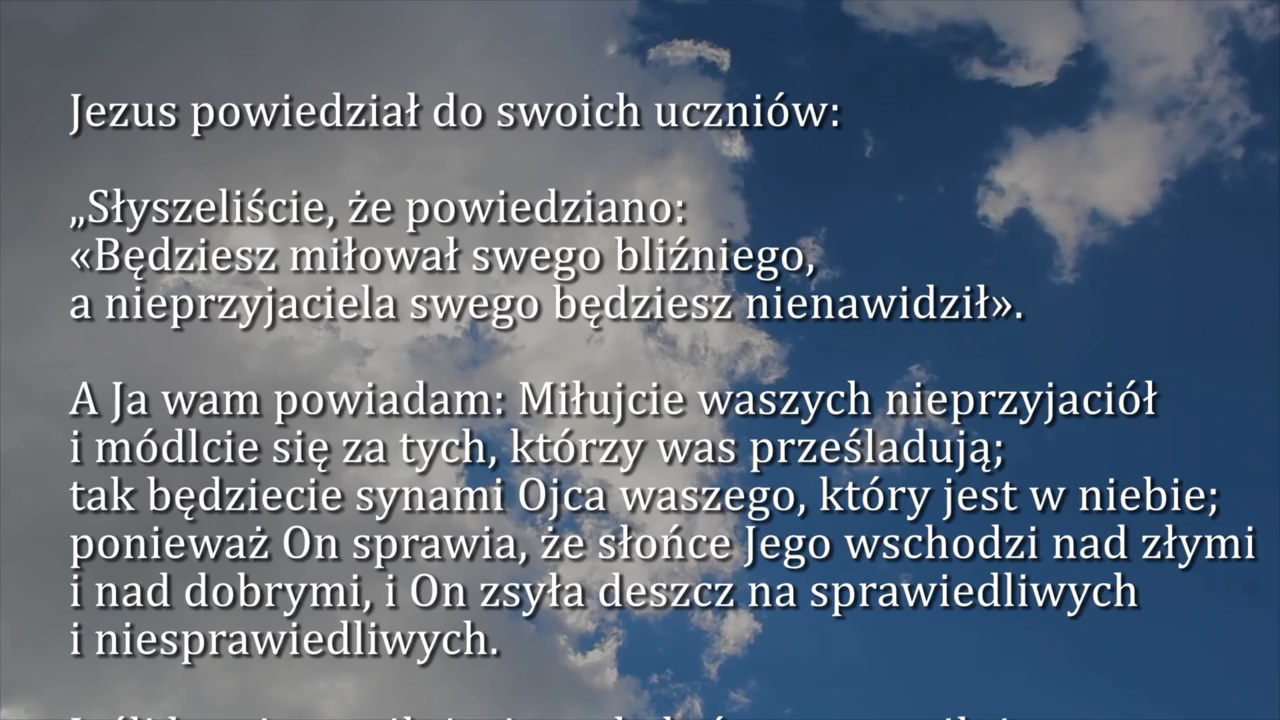 Jezus powiedział do swoich uczniów:
„Słyszeliście, że powiedziano:
«Będziesz miłował swego bliźniego,
a nieprzyjaciela swego będziesz nienawidził».
A Ja wam powiadam: Miłujcie waszych nieprzyjaciół
i módlcie się za tych, którzy was prześladują;
tak będziecie synami Ojca waszego, który jest w niebie;
ponieważ On sprawia, że słońce Jego wschodzi nad złymi
i nad dobrymi, i On zsyła deszcz na sprawiedliwych
i niesprawiedliwych.